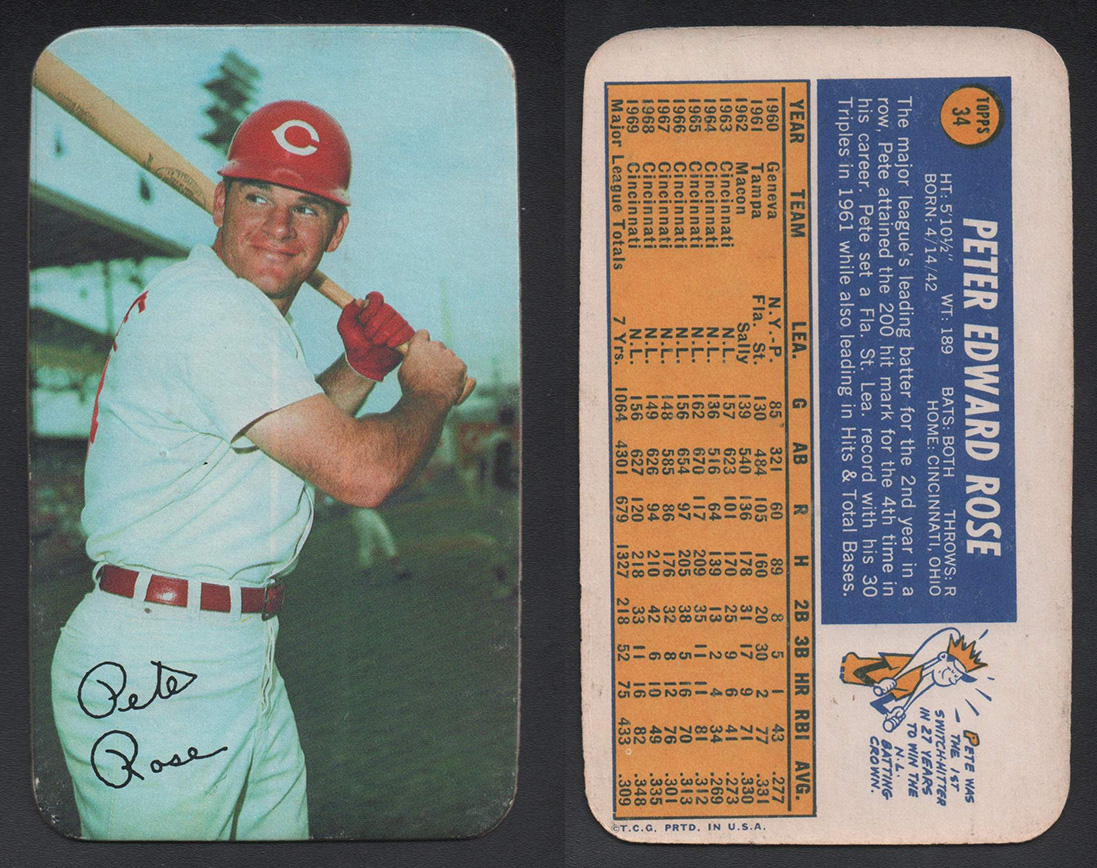 C
Pete
Rose
TOPPS
34
PETER EDWARD ROSE
HT: 5'10½" WT: 189 BATS: BOTH THROWS: R
BORN: 4/14/42 HOME: CINCINNATI, OHIO
The major league's leading batter for the 2nd year in a
row, Pete attained the 200 hit mark for the 4th time in
his career. Pete set a Fla. St. Lea. record with his 30
Triples in 1961 while also leading in Hits & Total Bases.
PETE WAS
THE 1ST
SWITCH-HITTER
IN 27 YEARS
TO WIN THE
N.L.
BATTING
CROWN.
YEAR TEAM LEA. G AB R H 2B 3B HR RBI AVG.
1960 Geneva N.Y.-P. 85 321 60 89 8 5 1 43 .277
1961 Tampa Fla. St. 130 484 105 160 20 30 2 77 .331
1962 Macon Sally 139 540 136 178 31 17 9 71 .330
1963 Cincinnati N.L. 157 623 101 170 25 9 6 41 .273
1964 Cincinnati N.L. 136 516 64 139 13 2 4 34 .269
1965 Cincinnati N.L. 162 670 117 209 35 11 11 81 .312
1966 Cincinnati N.L. 156 654 97 205 38 5 16 70 .313
1967 Cincinnati N.L. 148 585 86 176 32 8 12 76 .301
1968 Cincinnati N.L. 149 626 94 210 42 6 10 49 .335
1969 Cincinnati N.L. 156 627 120 218 33 11 16 82 .348
Major League Totals 7 Yrs. 1064 4301 679 1327 218 52 75 433 .309
©T.C.G. PRTD. IN U.S.A.